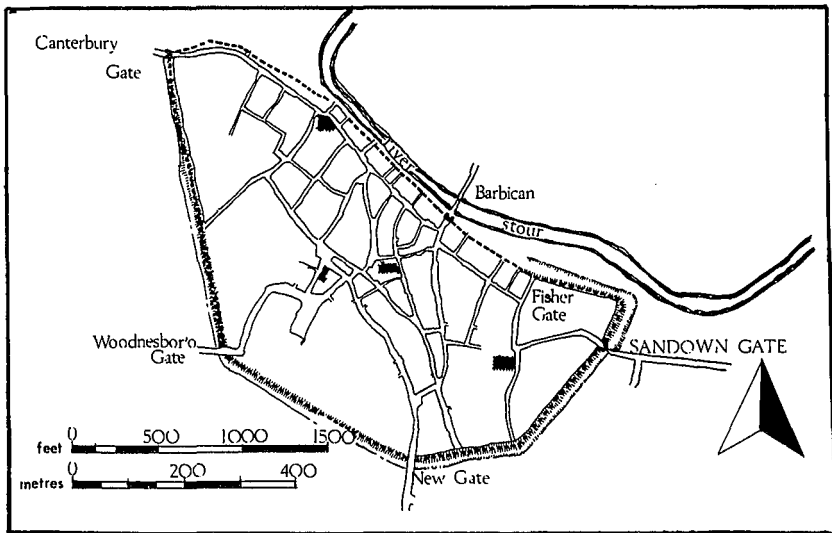 Canterbury
Gate
river
Barbican
stour
Fisher
Gate
Woodnesbor'o
Gate
SANDOWN GATE
0 500 1000 1500
feet
0 200 400
metres
New Gate